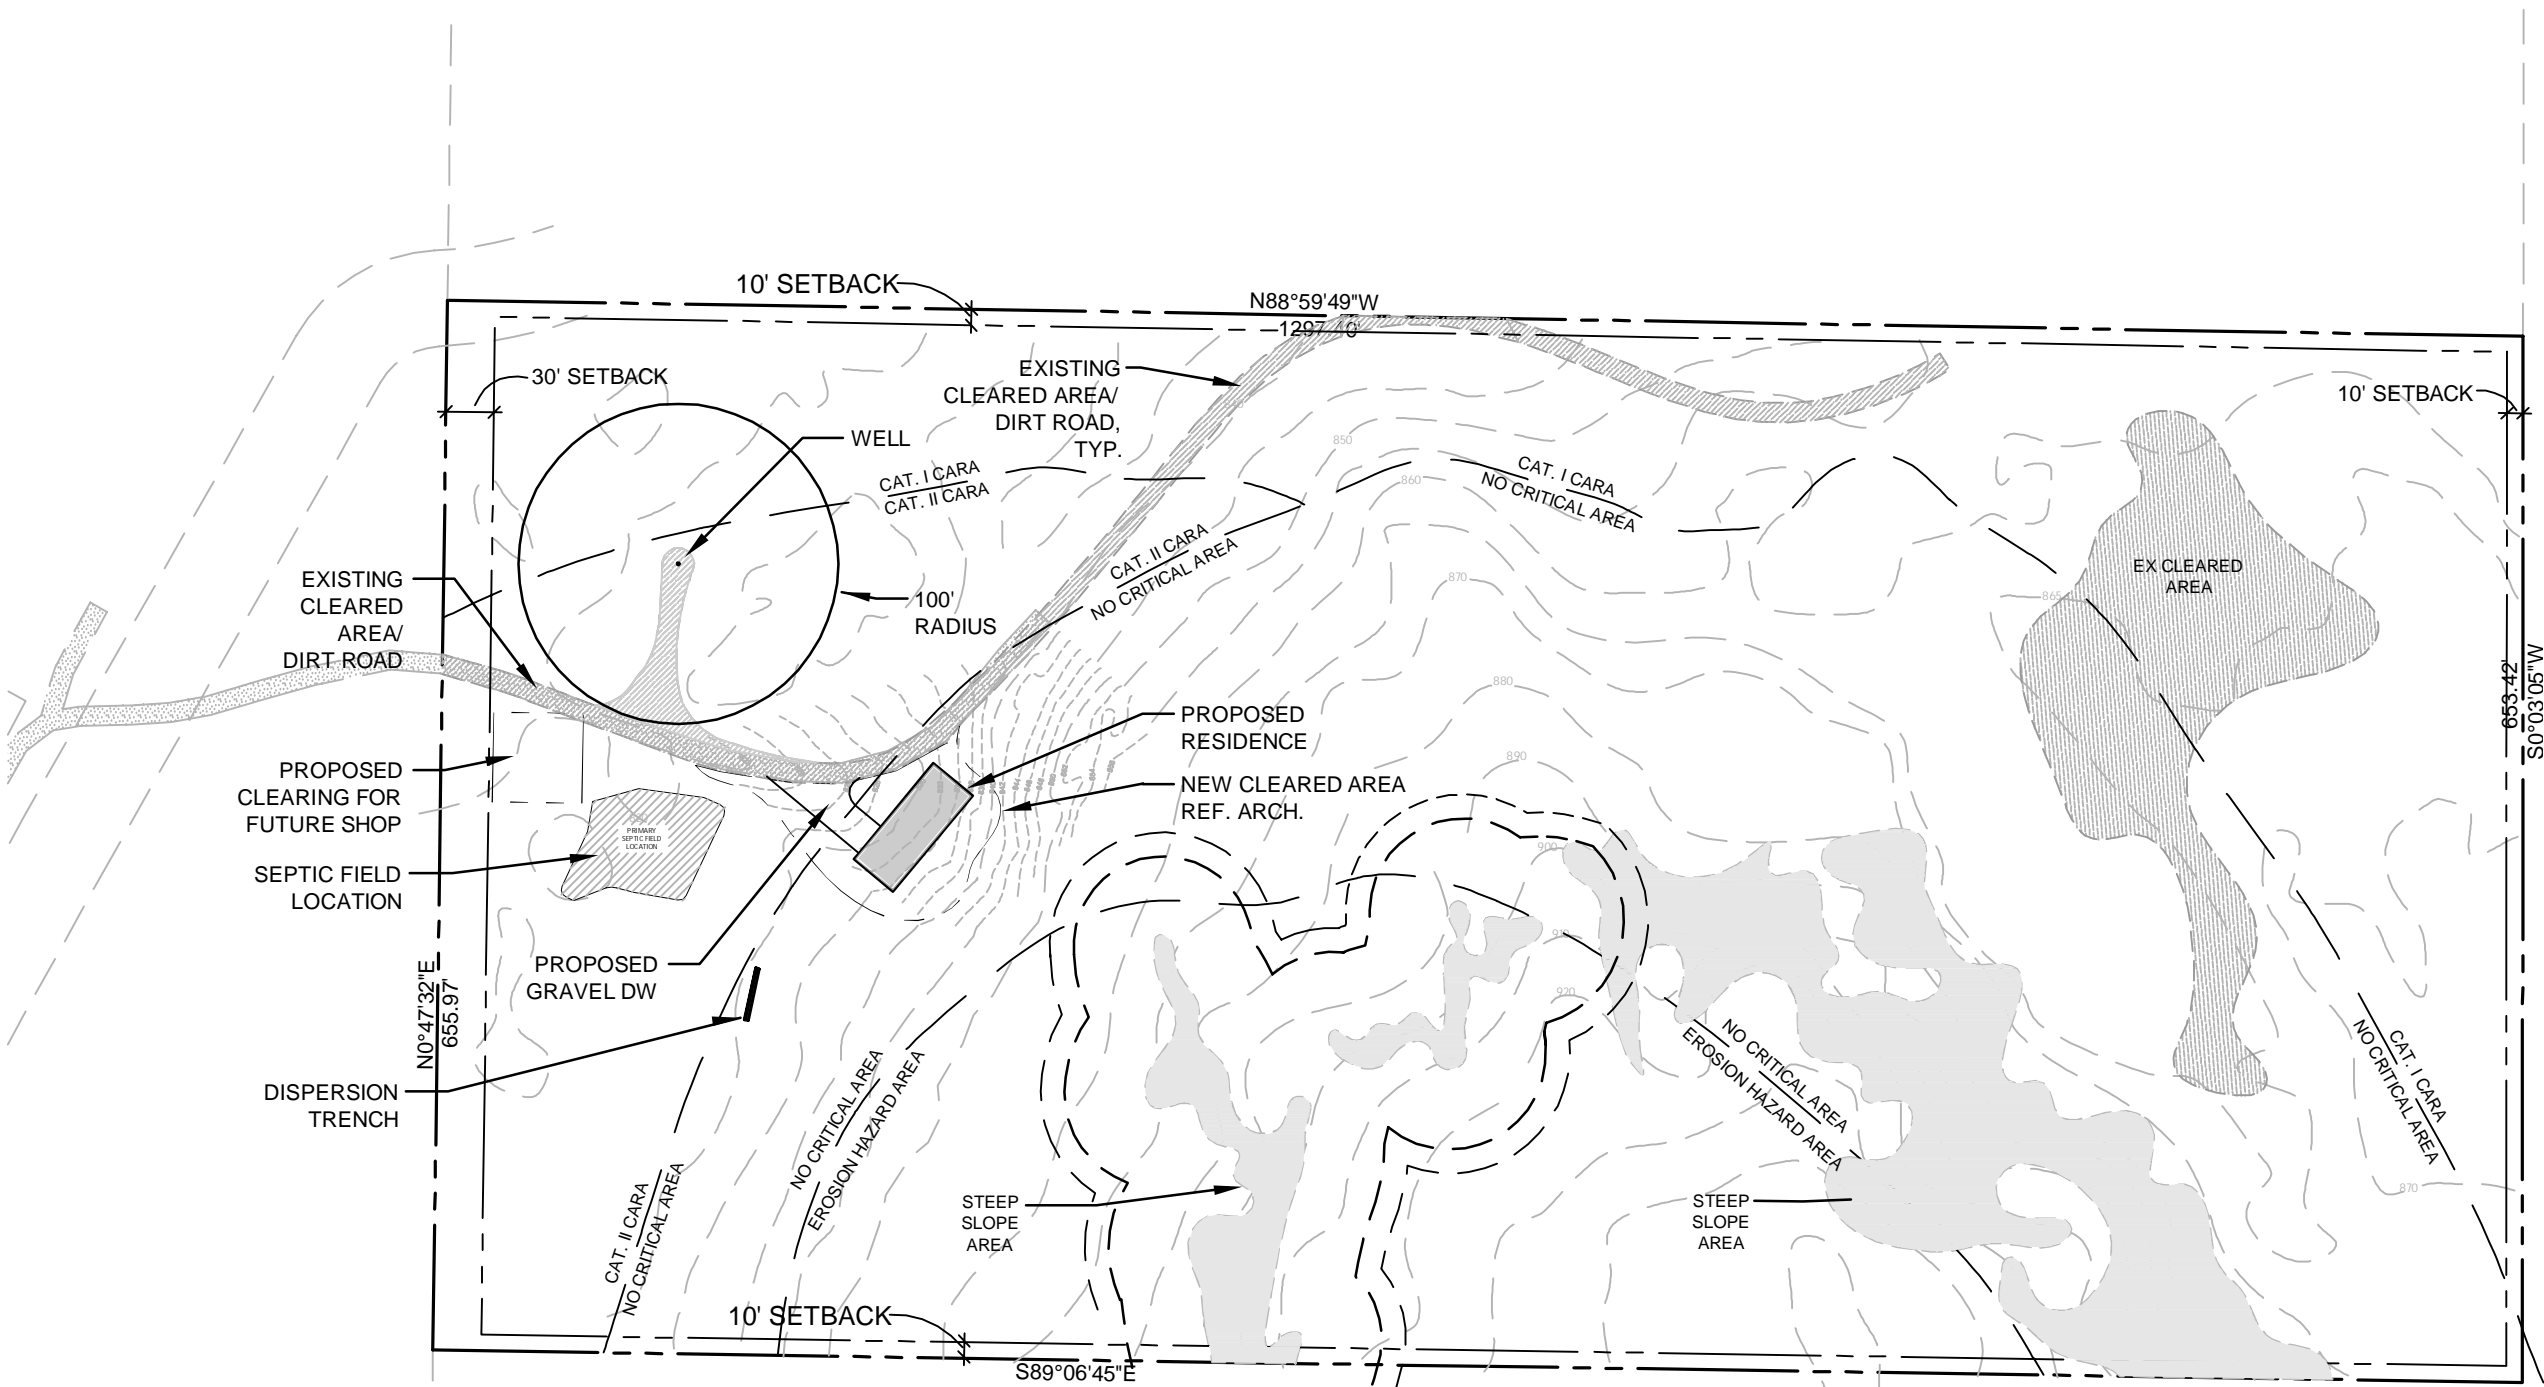 10' SETBACK
N88°59'49"W
30' SETBACK
EXISTING
CLEARED AREA/
DIRT ROAD,
TYP.
10' SETBACK
WELL
840
850
860
CAT. I CARA
CAT. II CARA
CAT. I CARA
NO CRITICAL AREA
CAT. II CARA
NO CRITICAL AREA
EX CLEARED
AREA
865
870
EXISTING
CLEARED
AREA/
DIRT ROAD
100'
RADIUS
880
653.42'
S0°03'05"W
PROPOSED
RESIDENCE
890
PROPOSED
CLEARING FOR
FUTURE SHOP
NEW CLEARED AREA
REF. ARCH.
PRIMARY
SEPTIC FIELD
LOCATION
SEPTIC FIELD
LOCATION
900
910
920
PROPOSED
GRAVEL DW
N0°47'32"E
655.97'
DISPERSION
TRENCH
NO CRITICAL AREA
EROSION HAZARD AREA
NO CRITICAL AREA
EROSION HAZARD AREA
CAT. I CARA
NO CRITICAL AREA
870
STEEP
SLOPE
AREA
STEEP
SLOPE
AREA
CAT. II CARA
NO CRITICAL AREA
10' SETBACK
S89°06'45"E